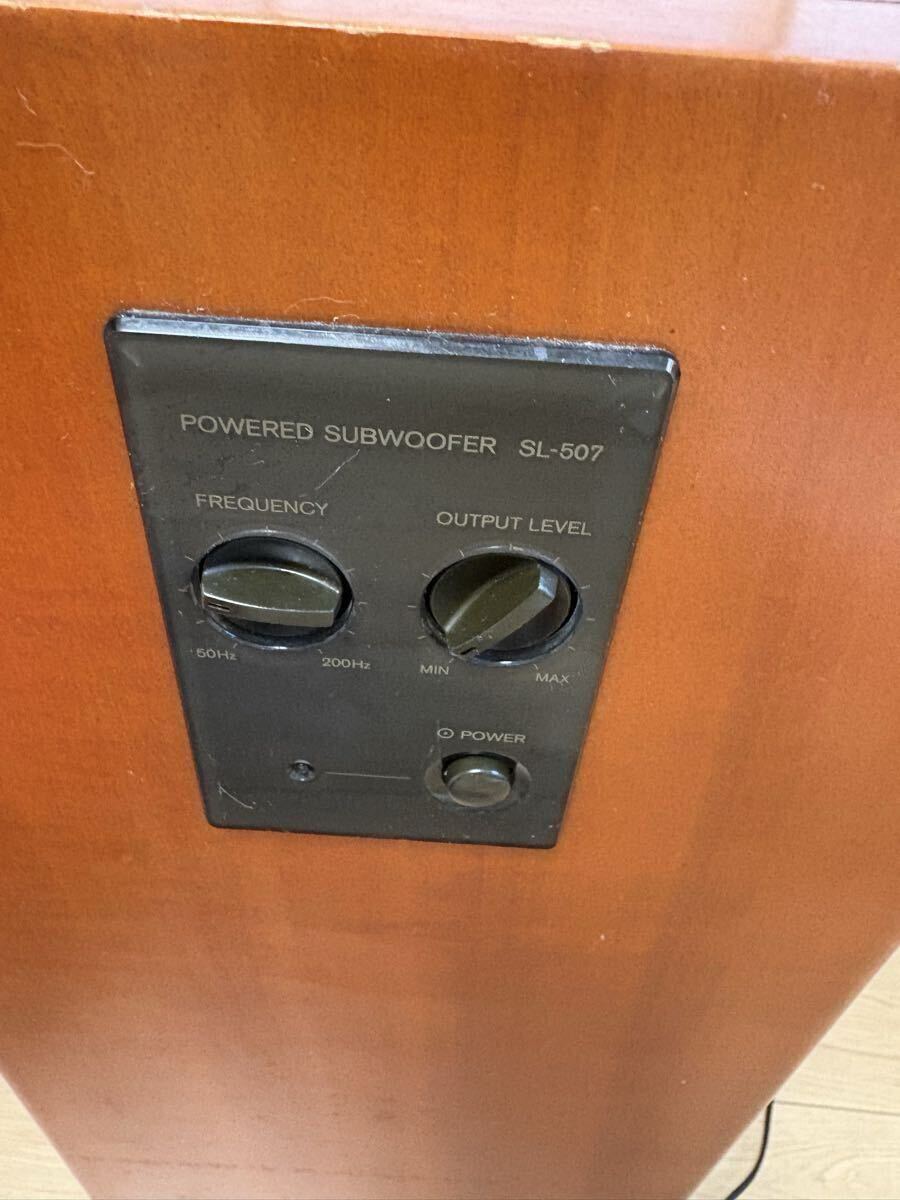 POWERED SUBWOOFER SL-507
FREQUENCY
OUTPUT LEVEL
50Hz
200Hz
MIN
MAX
POWER